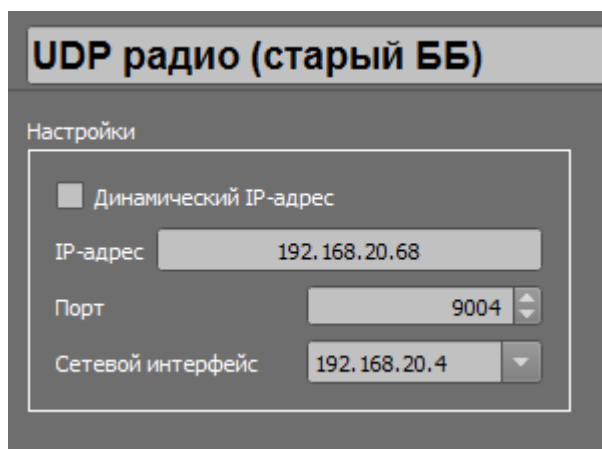 UDP радио (старый ББ)
Настройки
Динамический IP-адрес
IP-адрес 192.168.20.68
Порт 9004
Сетевой интерфейс 192.168.20.4